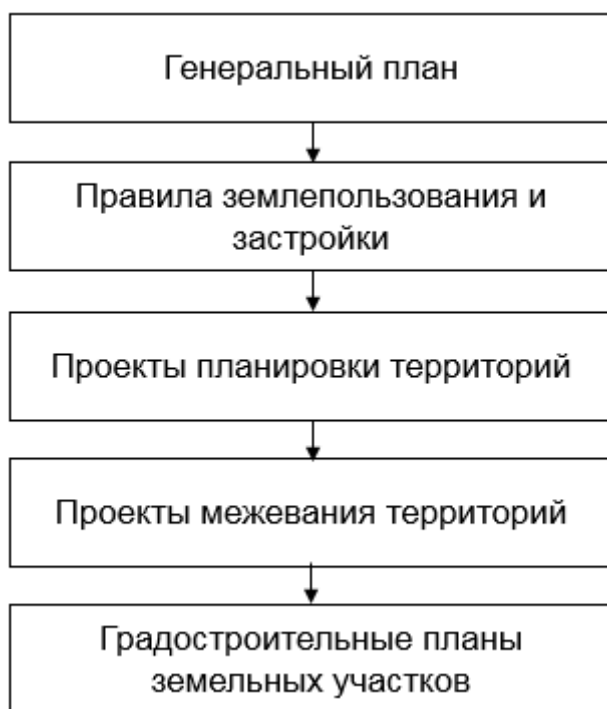 Генеральный план
Правила землепользования и
застройки
Проекты планировки территорий
Проекты межевания территорий
Градостроительные планы
земельных участков